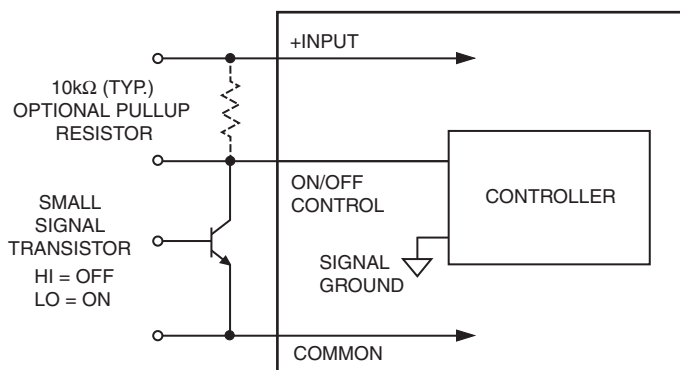 +INPUT
10kΩ (TYP.)
OPTIONAL PULLUP
RESISTOR
ON/OFF
CONTROL
CONTROLLER
SMALL
SIGNAL
TRANSISTOR
HI = OFF
LO = ON
SIGNAL
GROUND
COMMON